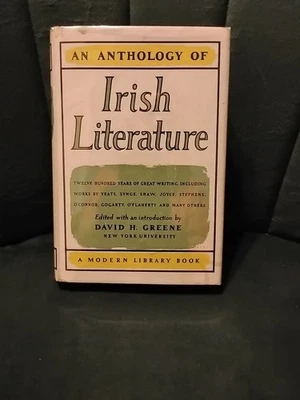 AN ANTHOLOGY OF
Irish
Literature
TWELVE HUNDRED YEARS OF GREAT WRITING INCLUDING
WORKS BY YEATS, SYNGE, SHAW, JOYCE, STEPHENS,
O'CONNOR, GOGARTY, O'FLAHERTY AND MANY OTHERS
Edited with an introduction by
DAVID H. GREENE
NEW YORK UNIVERSITY
A MODERN LIBRARY BOOK